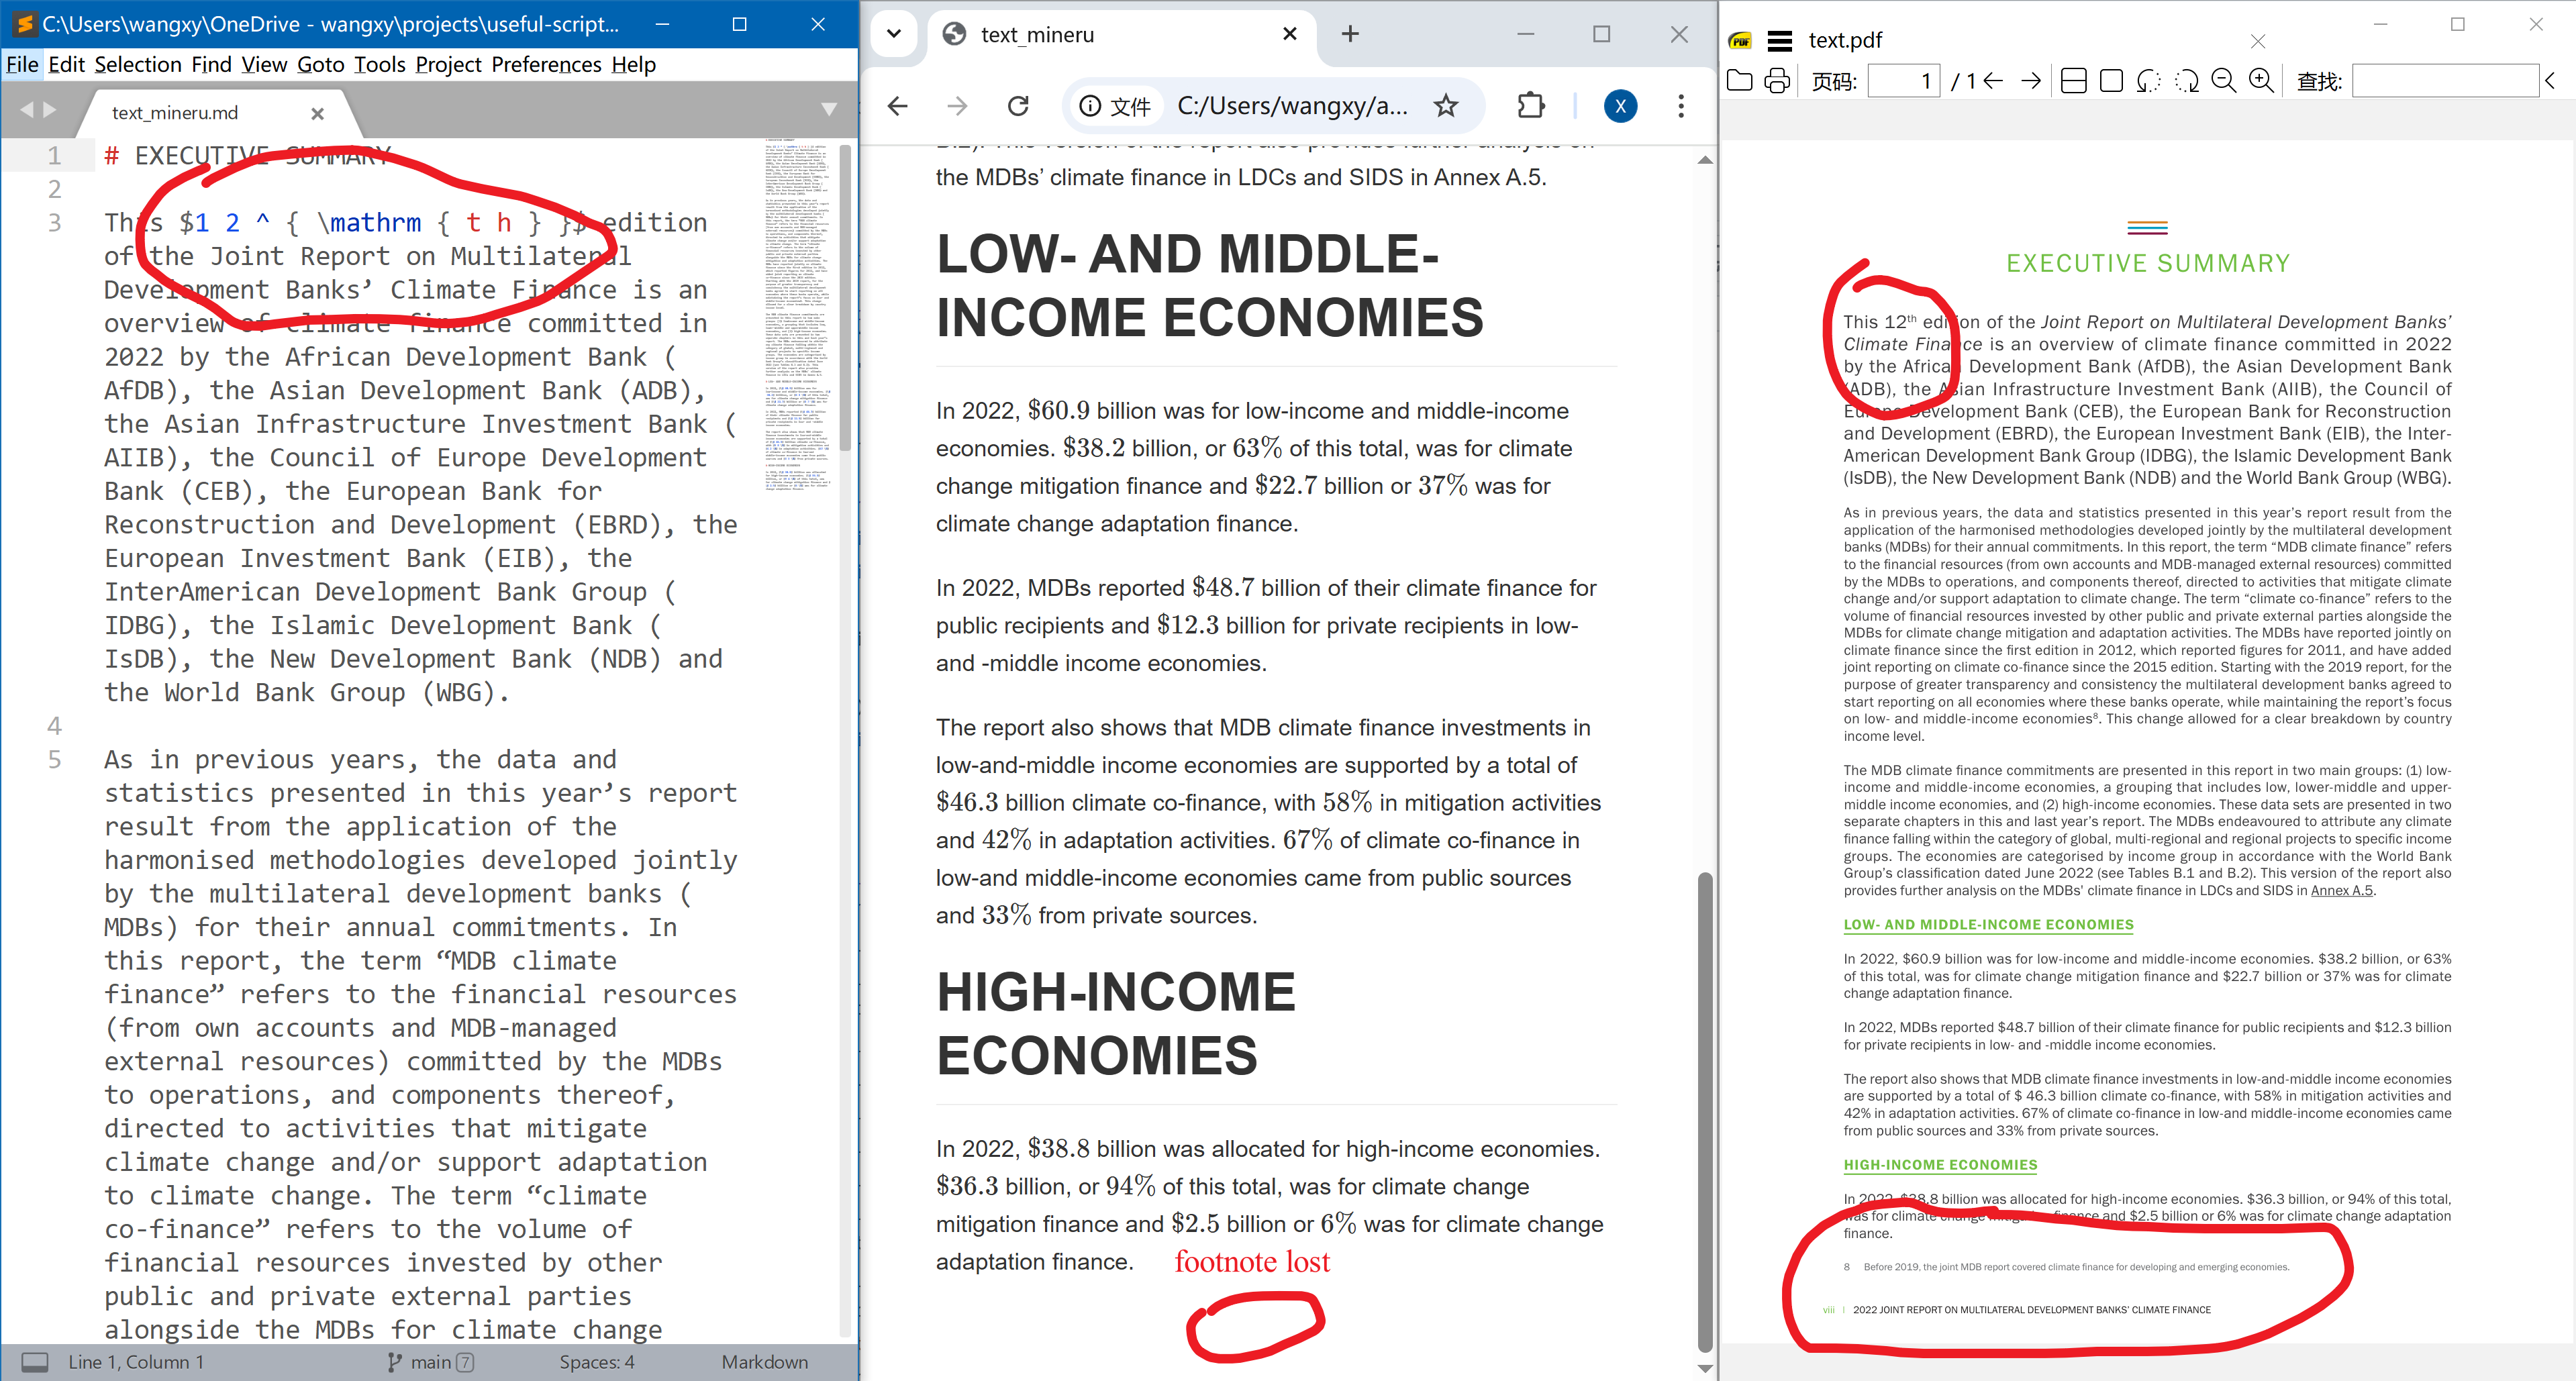 C:\Users\wangxy\OneDrive - wangxy\projects\useful-script...
File Edit Selection Find View Goto Tools Project Preferences Help
text_mineru.md
1 # EXECUTIVE SUMMARY
2
3 This $1 2 ^ { \mathrm { t h } }$ edition
of the Joint Report on Multilateral
Development Banks’ Climate Finance is an
overview of climate finance committed in
2022 by the African Development Bank (
AfDB), the Asian Development Bank (ADB),
the Asian Infrastructure Investment Bank (
AIIB), the Council of Europe Development
Bank (CEB), the European Bank for
Reconstruction and Development (EBRD), the
European Investment Bank (EIB), the
InterAmerican Development Bank Group (
IDBG), the Islamic Development Bank (
IsDB), the New Development Bank (NDB) and
the World Bank Group (WBG).
4
5 As in previous years, the data and
statistics presented in this year’s report
result from the application of the
harmonised methodologies developed jointly
by the multilateral development banks (
MDBs) for their annual commitments. In
this report, the term “MDB climate
finance” refers to the financial resources
(from own accounts and MDB-managed
external resources) committed by the MDBs
to operations, and components thereof,
directed to activities that mitigate
climate change and/or support adaptation
to climate change. The term “climate
co-finance” refers to the volume of
financial resources invested by other
public and private external parties
alongside the MDBs for climate change
Line 1, Column 1 main 7 Spaces: 4 Markdown
text_mineru
文件 C:/Users/wangxy/a... X
B.2). This version of the report also provides further analysis on
the MDBs’ climate finance in LDCs and SIDS in Annex A.5.
LOW- AND MIDDLE-
INCOME ECONOMIES
In 2022, $60.9 billion was for low-income and middle-income
economies. $38.2 billion, or 63% of this total, was for climate
change mitigation finance and $22.7 billion or 37% was for
climate change adaptation finance.
In 2022, MDBs reported $48.7 billion of their climate finance for
public recipients and $12.3 billion for private recipients in low-
and -middle income economies.
The report also shows that MDB climate finance investments in
low-and-middle income economies are supported by a total of
$46.3 billion climate co-finance, with 58% in mitigation activities
and 42% in adaptation activities. 67% of climate co-finance in
low-and middle-income economies came from public sources
and 33% from private sources.
HIGH-INCOME
ECONOMIES
In 2022, $38.8 billion was allocated for high-income economies.
$36.3 billion, or 94% of this total, was for climate change
mitigation finance and $2.5 billion or 6% was for climate change
adaptation finance.
footnote lost
PDF text.pdf
页码: 1 / 1 查找:
EXECUTIVE SUMMARY
This 12th edition of the Joint Report on Multilateral Development Banks’
Climate Finance is an overview of climate finance committed in 2022
by the African Development Bank (AfDB), the Asian Development Bank
(ADB), the Asian Infrastructure Investment Bank (AIIB), the Council of
Europe Development Bank (CEB), the European Bank for Reconstruction
and Development (EBRD), the European Investment Bank (EIB), the Inter-
American Development Bank Group (IDBG), the Islamic Development Bank
(IsDB), the New Development Bank (NDB) and the World Bank Group (WBG).
As in previous years, the data and statistics presented in this year’s report result from the
application of the harmonised methodologies developed jointly by the multilateral development
banks (MDBs) for their annual commitments. In this report, the term “MDB climate finance” refers
to the financial resources (from own accounts and MDB-managed external resources) committed
by the MDBs to operations, and components thereof, directed to activities that mitigate climate
change and/or support adaptation to climate change. The term “climate co-finance” refers to the
volume of financial resources invested by other public and private external parties alongside the
MDBs for climate change mitigation and adaptation activities. The MDBs have reported jointly on
climate finance since the first edition in 2012, which reported figures for 2011, and have added
joint reporting on climate co-finance since the 2015 edition. Starting with the 2019 report, for the
purpose of greater transparency and consistency the multilateral development banks agreed to
start reporting on all economies where these banks operate, while maintaining the report’s focus
on low- and middle-income economies8. This change allowed for a clear breakdown by country
income level.
The MDB climate finance commitments are presented in this report in two main groups: (1) low-
income and middle-income economies, a grouping that includes low, lower-middle and upper-
middle income economies, and (2) high-income economies. These data sets are presented in two
separate chapters in this and last year’s report. The MDBs endeavoured to attribute any climate
finance falling within the category of global, multi-regional and regional projects to specific income
groups. The economies are categorised by income group in accordance with the World Bank
Group’s classification dated June 2022 (see Tables B.1 and B.2). This version of the report also
provides further analysis on the MDBs’ climate finance in LDCs and SIDS in Annex A.5.
LOW- AND MIDDLE-INCOME ECONOMIES
In 2022, $60.9 billion was for low-income and middle-income economies. $38.2 billion, or 63%
of this total, was for climate change mitigation finance and $22.7 billion or 37% was for climate
change adaptation finance.
In 2022, MDBs reported $48.7 billion of their climate finance for public recipients and $12.3 billion
for private recipients in low- and -middle income economies.
The report also shows that MDB climate finance investments in low-and-middle income economies
are supported by a total of $ 46.3 billion climate co-finance, with 58% in mitigation activities and
42% in adaptation activities. 67% of climate co-finance in low-and middle-income economies came
from public sources and 33% from private sources.
HIGH-INCOME ECONOMIES
In 2022, $38.8 billion was allocated for high-income economies. $36.3 billion, or 94% of this total,
was for climate change mitigation finance and $2.5 billion or 6% was for climate change adaptation
finance.
8 Before 2019, the joint MDB report covered climate finance for developing and emerging economies.
viii | 2022 JOINT REPORT ON MULTILATERAL DEVELOPMENT BANKS’ CLIMATE FINANCE